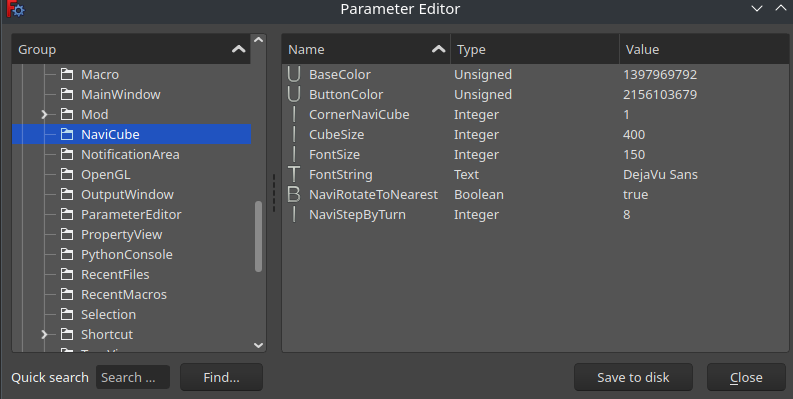 Parameter Editor
Group
Name Type Value
Macro
MainWindow
Mod
NaviCube
NotificationArea
OpenGL
OutputWindow
ParameterEditor
PropertyView
PythonConsole
RecentFiles
RecentMacros
Selection
Shortcut
BaseColor Unsigned 1397969792
ButtonColor Unsigned 2156103679
CornerNaviCube Integer 1
CubeSize Integer 400
FontSize Integer 150
FontString Text DejaVu Sans
NaviRotateToNearest Boolean true
NaviStepByTurn Integer 8
Quick search Search ... Find... Save to disk Close